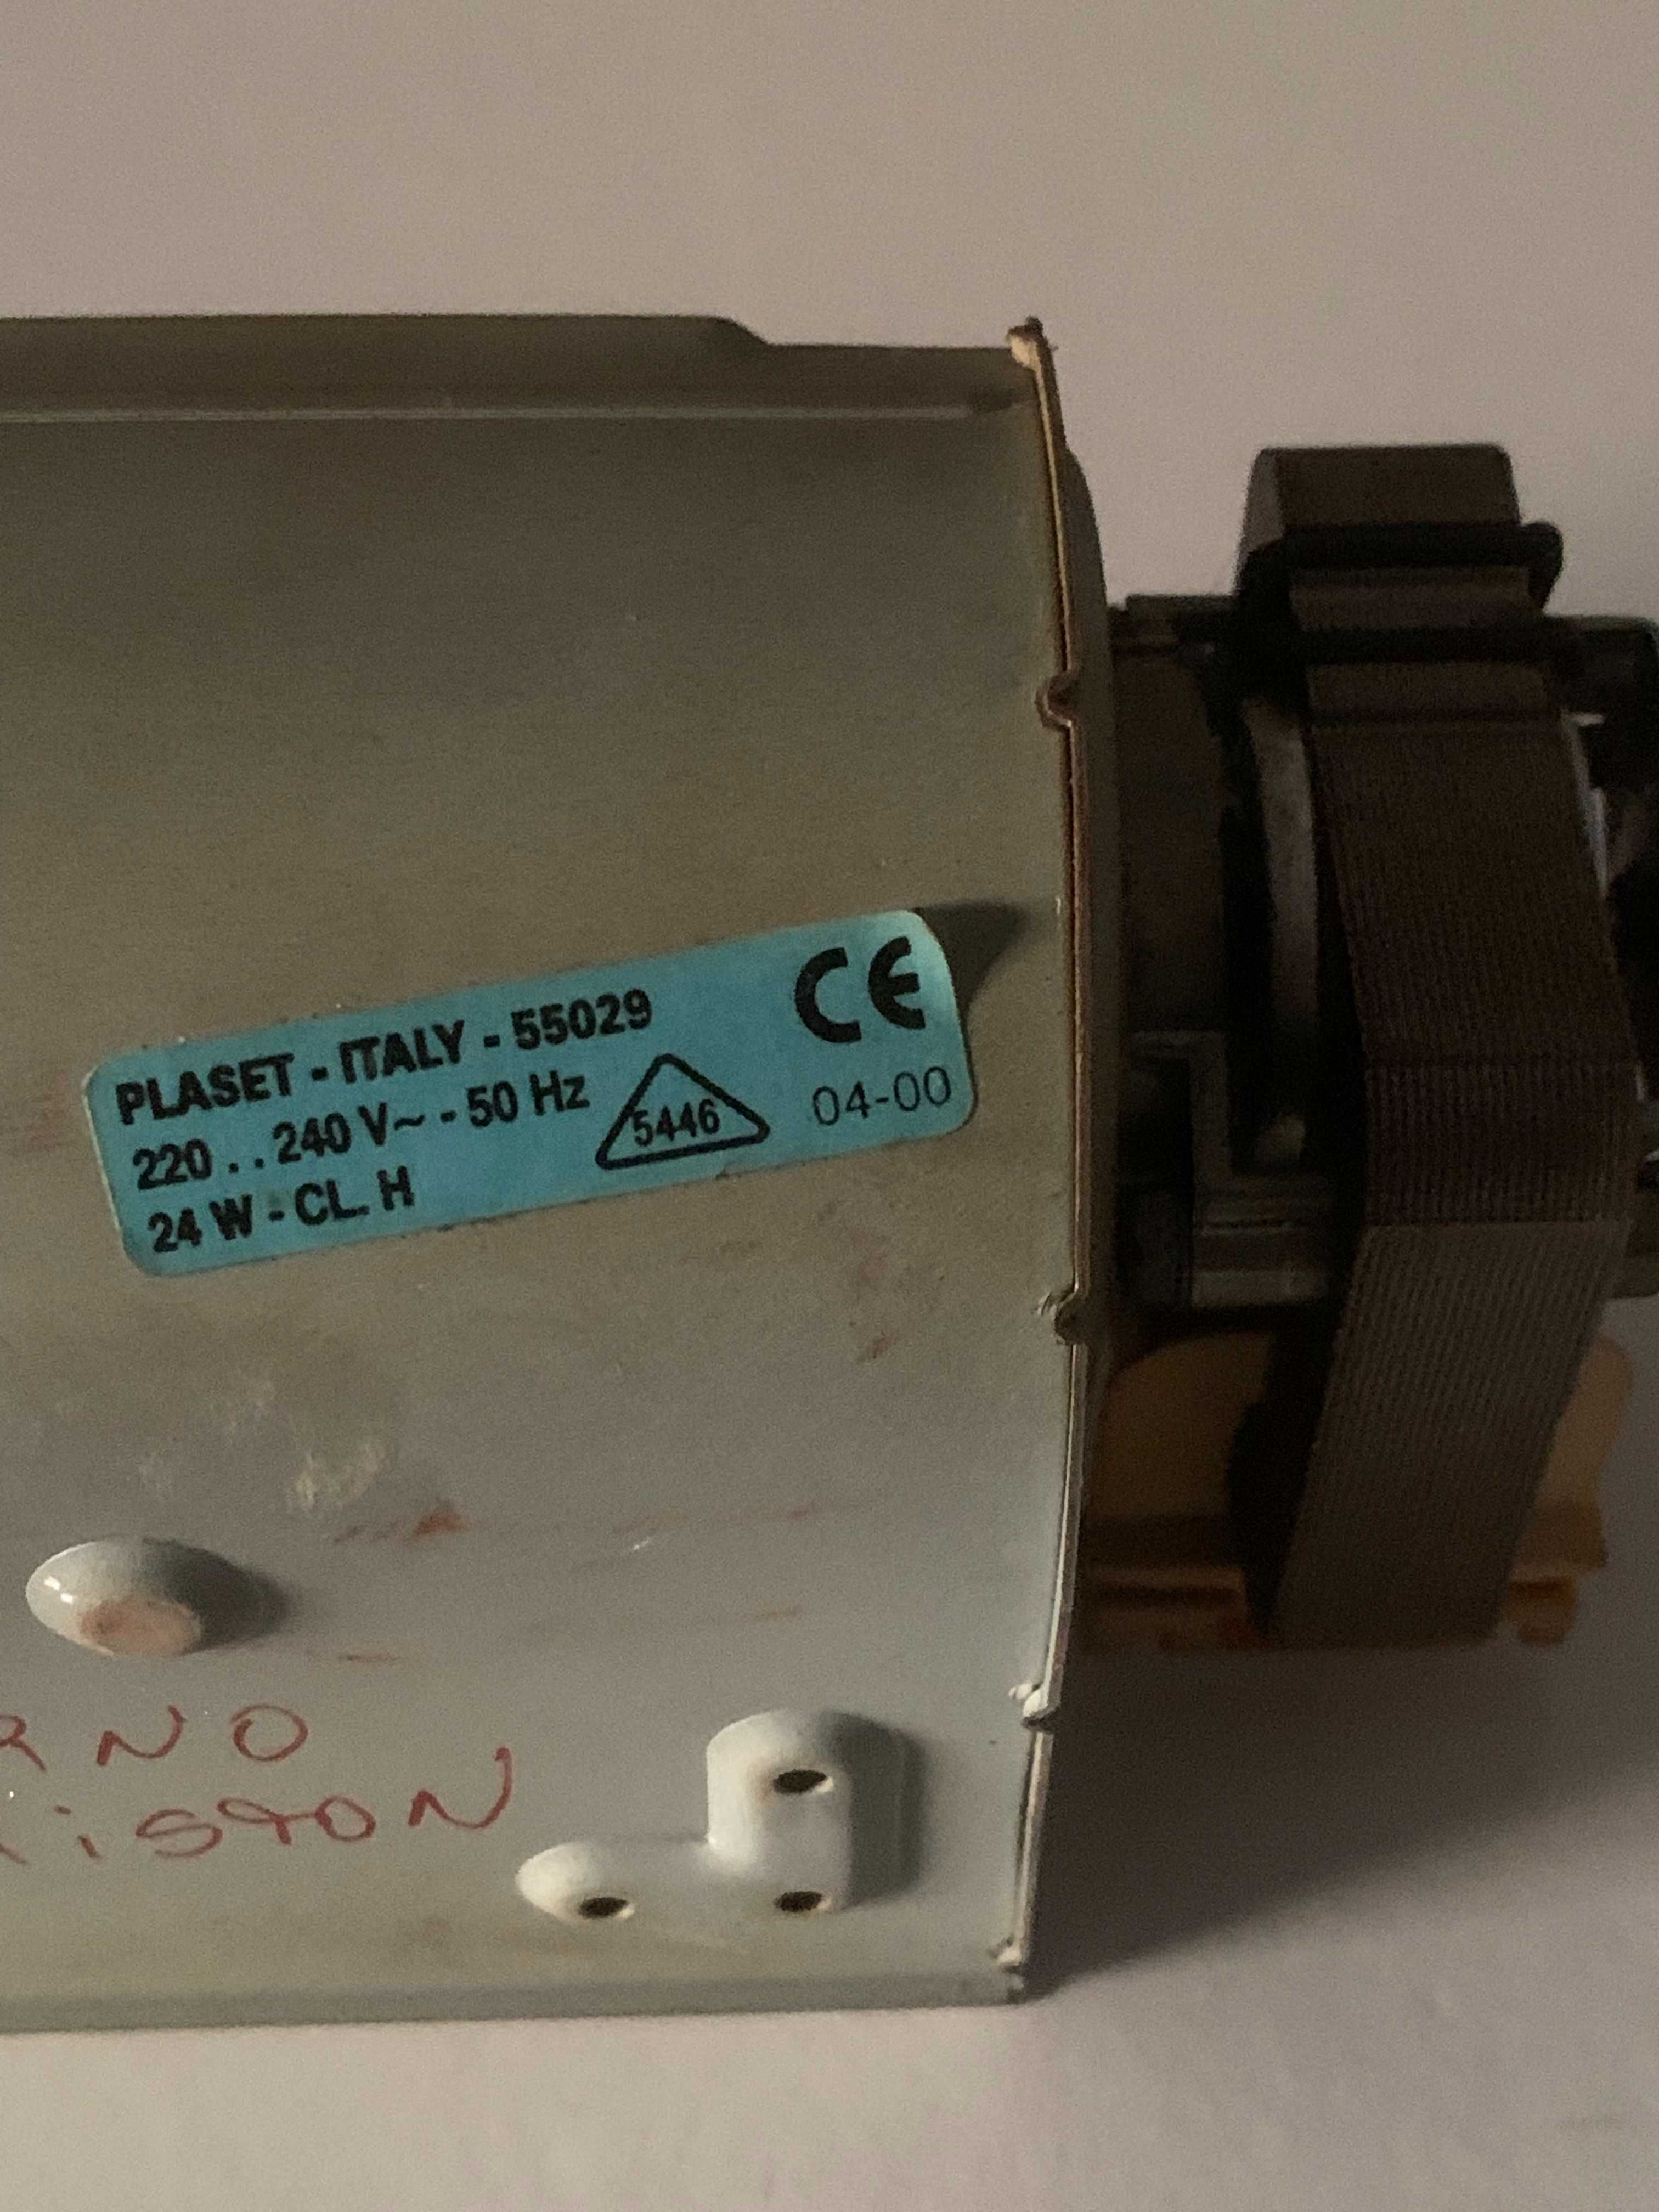 PLASET - ITALY - 55029
CE
220 . . 240 V~ - 50 Hz
5446
04-00
24 W - CL. H
RNO
iSTON